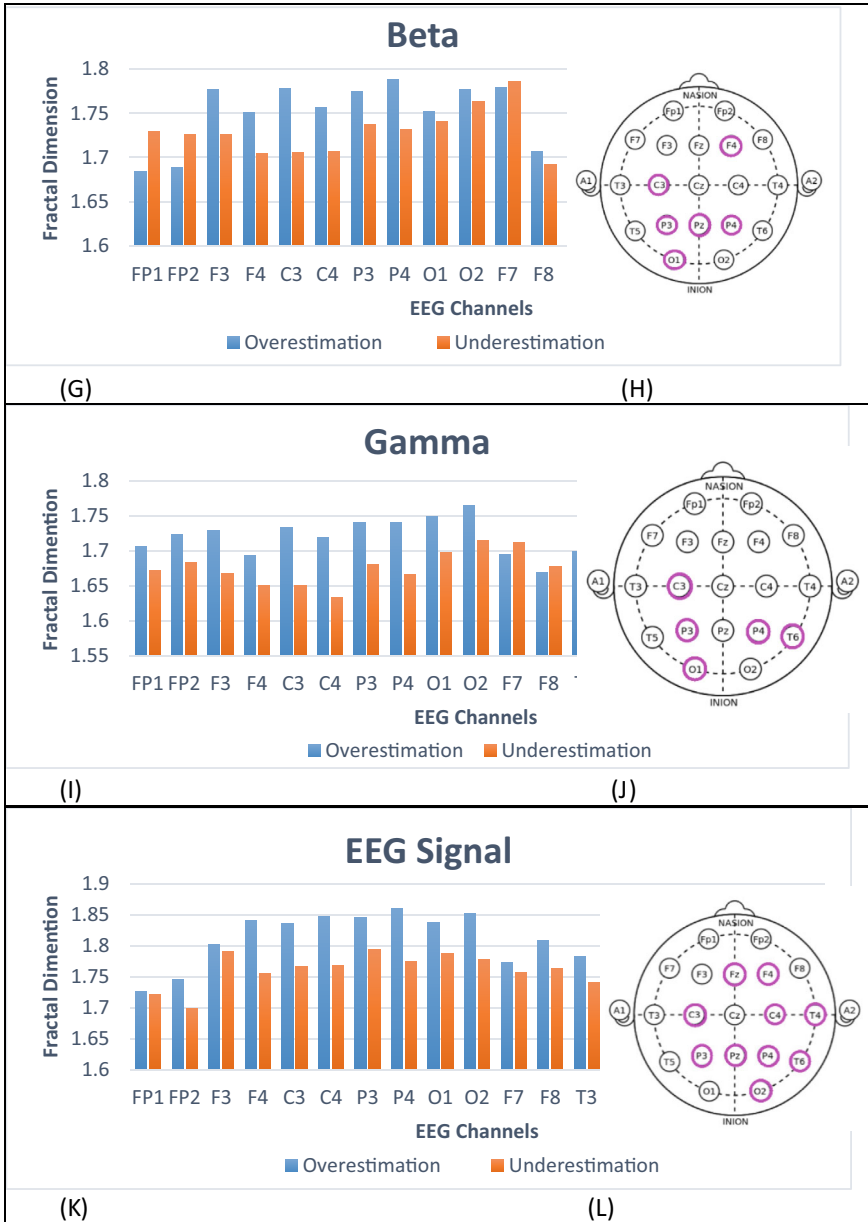 Beta
Fractal Dimension
1.8
1.75
1.7
1.65
1.6
FP1 FP2 F3 F4 C3 C4 P3 P4 O1 O2 F7 F8
EEG Channels
Overestimation Underestimation
NASION
Fp1 Fp2
F7 F3 Fz F4 F8
A1 T3 C3 Cz C4 T4 A2
T5 P3 Pz P4 T6
O1 O2
INION
(G) (H)
Gamma
Fractal Dimention
1.8
1.75
1.7
1.65
1.6
1.55
FP1 FP2 F3 F4 C3 C4 P3 P4 O1 O2 F7 F8
EEG Channels
Overestimation Underestimation
NASION
Fp1 Fp2
F7 F3 Fz F4 F8
A1 T3 C3 Cz C4 T4 A2
T5 P3 Pz P4 T6
O1 O2
INION
(I) (J)
EEG Signal
Fractal Dimention
1.9
1.85
1.8
1.75
1.7
1.65
1.6
FP1 FP2 F3 F4 C3 C4 P3 P4 O1 O2 F7 F8 T3
EEG Channels
Overestimation Underestimation
NASION
Fp1 Fp2
F7 F3 Fz F4 F8
A1 T3 C3 Cz C4 T4 A2
T5 P3 Pz P4 T6
O1 O2
INION
(K) (L)